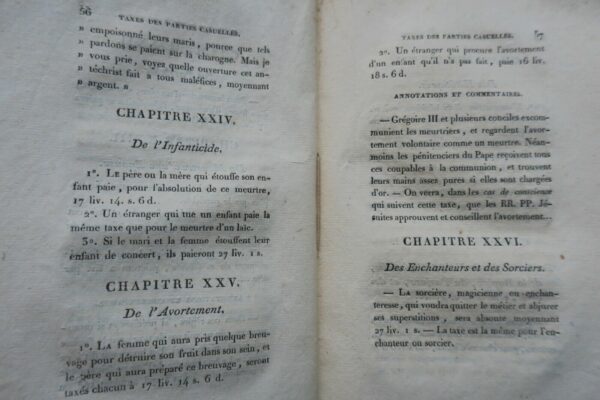 56
TAXES DES PARTIES CASUELLES.
» empoisonné leurs maris, pource que tels
» pardons se paient sur la charogne. Mais je
» vous prie, voyez quelle ouverture cet an-
» téchrist fait à tous maléfices, moyennant
» argent. »
CHAPITRE XXIV.
De l'Infanticide.
1°. Le père ou la mère qui étouffe son en-
fant paie, pour l'absolution de ce meurtre,
17 liv. 14 s. 6 d.
2°. Un étranger qui tue un enfant paie la
même taxe que pour le meurtre d'un laïc.
3°. Si le mari et la femme étouffent leur
enfant de concert, ils paieront 27 liv. 1 s.
CHAPITRE XXV.
De l'Avortement.
1°. La femme qui aura pris quelque breu-
vage pour détruire son fruit dans son sein, et
le père qui aura préparé ce breuvage, seront
taxés chacun à 17 liv. 14 s. 6 d.
TAXES DES PARTIES CASUELLES. 57
2°. Un étranger qui procure l'avortement
d'un enfant qu'il n'a pas fait, paie 16 liv.
18 s. 6 d.
ANNOTATIONS ET COMMENTAIRES.
— Grégoire III et plusieurs conciles excom-
munient les meurtriers, et regardent l'avor-
tement volontaire comme un meurtre. Néan-
moins les pénitenciers du Pape reçoivent tous
ces coupables à la communion, et trouvent
leurs mains assez pures si elles sont chargées
d'or. — On verra, dans les cas de conscience
qui suivent cette taxe, que les RR. PP. Jé-
suites approuvent et conseillent l'avortement...
CHAPITRE XXVI.
Des Enchanteurs et des Sorciers.
— La sorcière, magicienne ou enchan-
teresse, qui voudra quitter le métier et abjurer
ses superstitions, sera absoute moyennant
27 liv. 1 s. — La taxe est la même pour l'en-
chanteur ou sorcier.